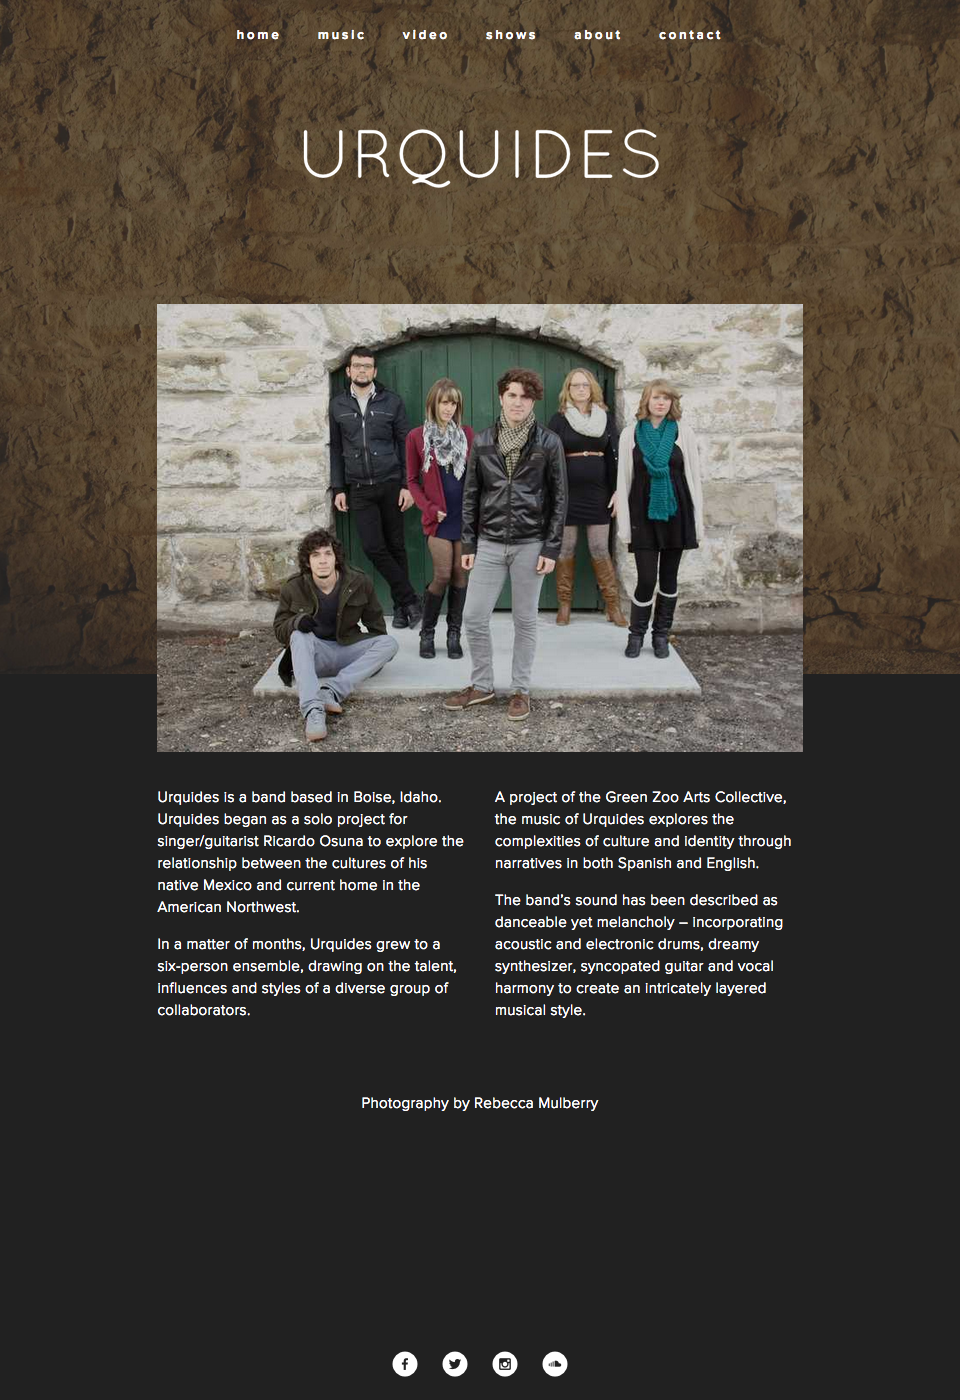 home music video shows about contact
URQUIDES
Urquides is a band based in Boise, Idaho.
Urquides began as a solo project for
singer/guitarist Ricardo Osuna to explore the
relationship between the cultures of his
native Mexico and current home in the
American Northwest.
In a matter of months, Urquides grew to a
six-person ensemble, drawing on the talent,
influences and styles of a diverse group of
collaborators.
A project of the Green Zoo Arts Collective,
the music of Urquides explores the
complexities of culture and identity through
narratives in both Spanish and English.
The band's sound has been described as
danceable yet melancholy – incorporating
acoustic and electronic drums, dreamy
synthesizer, syncopated guitar and vocal
harmony to create an intricately layered
musical style.
Photography by Rebecca Mulberry